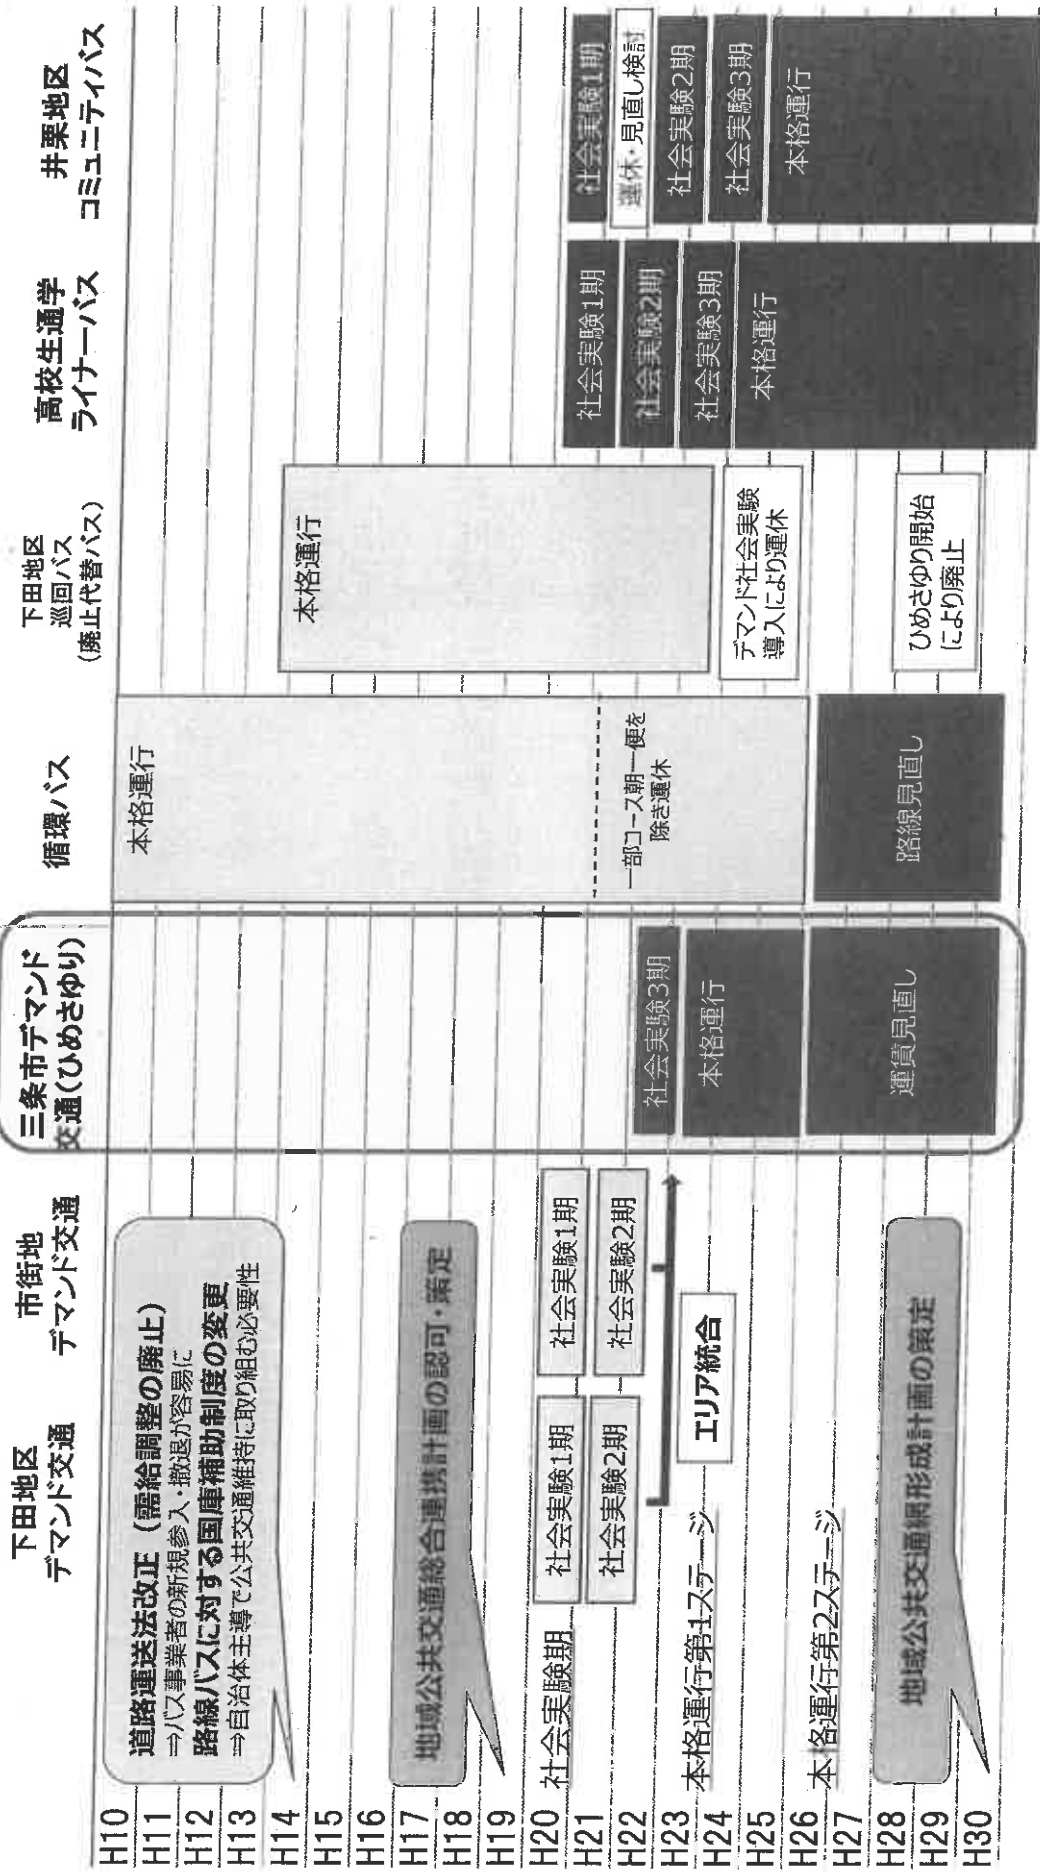 下田地区
デマンド交通
市街地
デマンド交通
三条市デマンド
交通(ひめさゆり)
循環バス
下田地区
巡回バス
(廃止代替バス)
高校生通学
ライナーバス
井栗地区
コミュニティバス
H10
H11
H12
H13
H14
H15
H16
H17
H18
H19
H20
H21
H22
H23
H24
H25
H26
H27
H28
H29
H30
道路運送法改正（需給調整の廃止）
⇒バス事業者の新規参入・撤退が容易に
路線バスに対する国庫補助制度の変更
⇒自治体主導で公共交通維持に取り組む必要性
地域公共交通総合連携計画の認可・策定
社会実験期
本格運行第1ステージ
本格運行第2ステージ
地域公共交通網形成計画の策定
社会実験1期
社会実験2期
社会実験1期
社会実験2期
エリア統合
社会実験3期
本格運行
運賃見直し
本格運行
一部コース朝一便を
除き運休
路線見直し
本格運行
デマンド社会実験
導入により運休
ひめさゆり開始
により廃止
社会実験1期
社会実験2期
社会実験3期
本格運行
社会実験1期
運休・見直し検討
社会実験2期
社会実験3期
本格運行